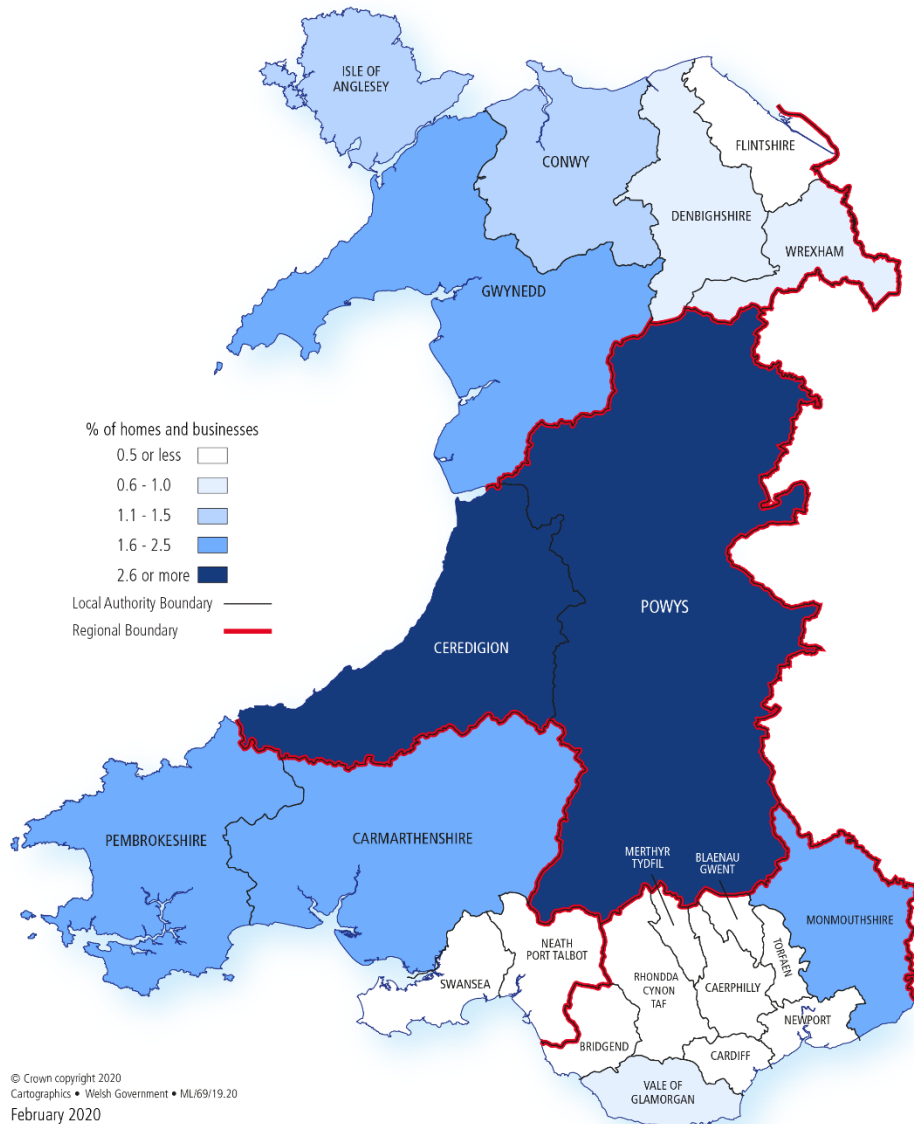 ISLE OF
ANGLESEY
FLINTSHIRE
CONWY
DENBIGHSHIRE
WREXHAM
GWYNEDD
% of homes and businesses
0.5 or less
0.6 - 1.0
1.1 - 1.5
1.6 - 2.5
2.6 or more
Local Authority Boundary
Regional Boundary
POWYS
CEREDIGION
PEMBROKESHIRE
CARMARTHENSHIRE
MERTHYR
TYDFIL
BLAENAU
GWENT
MONMOUTHSHIRE
NEATH
PORT TALBOT
TORFAEN
SWANSEA
RHONDDA
CYNON
TAF
CAERPHILLY
NEWPORT
BRIDGEND
CARDIFF
VALE OF
GLAMORGAN
© Crown copyright 2020
Cartographics • Welsh Government • ML/69/19.20
February 2020